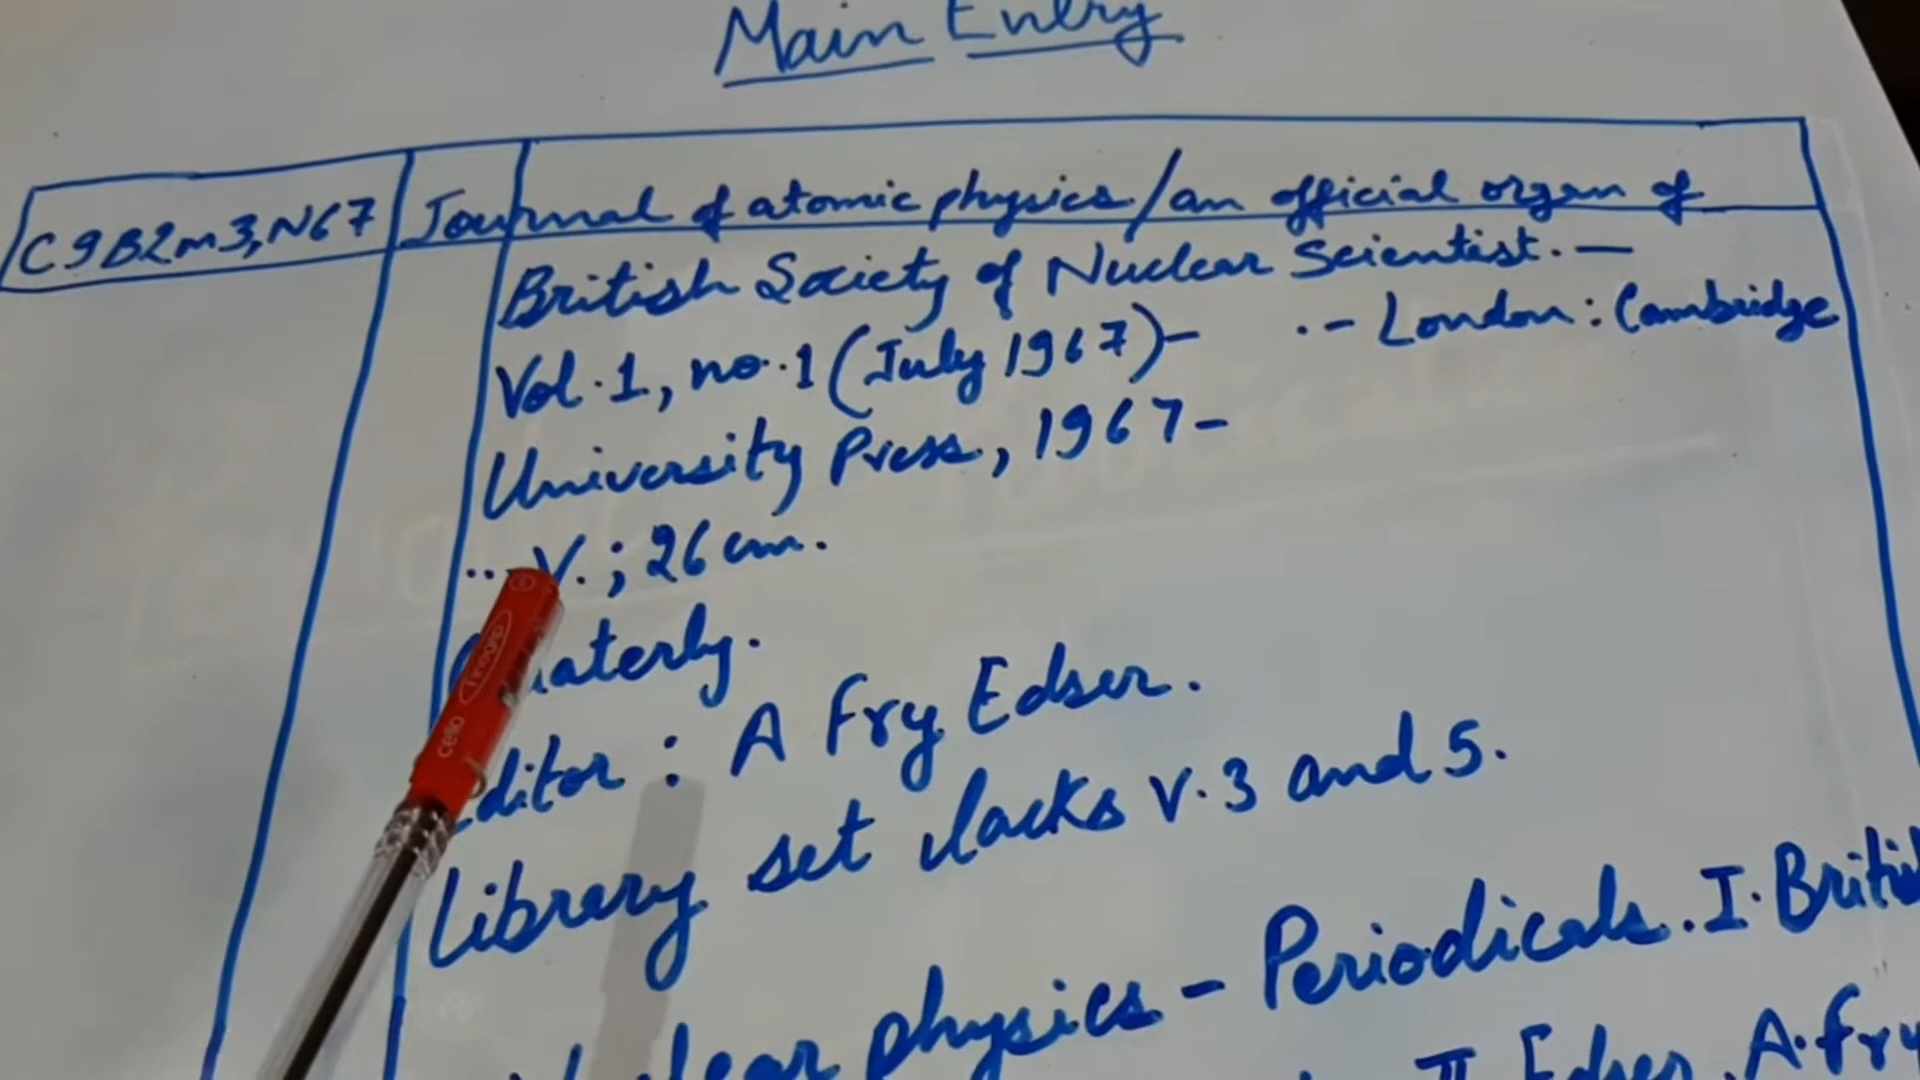 Main Entry
C9B2m3,N67
Journal of atomic physics/an official organ of
British Society of Nuclear Scientist. —
Vol. 1, no. 1 (July 1967)- .- London : Cambridge
University Press, 1967-
... V. ; 26 cm.
Editor : A Fry Edser.
Library set lacks v. 3 and 5.
physics - Periodicals. I. British
II Edser, A. Fry
cello